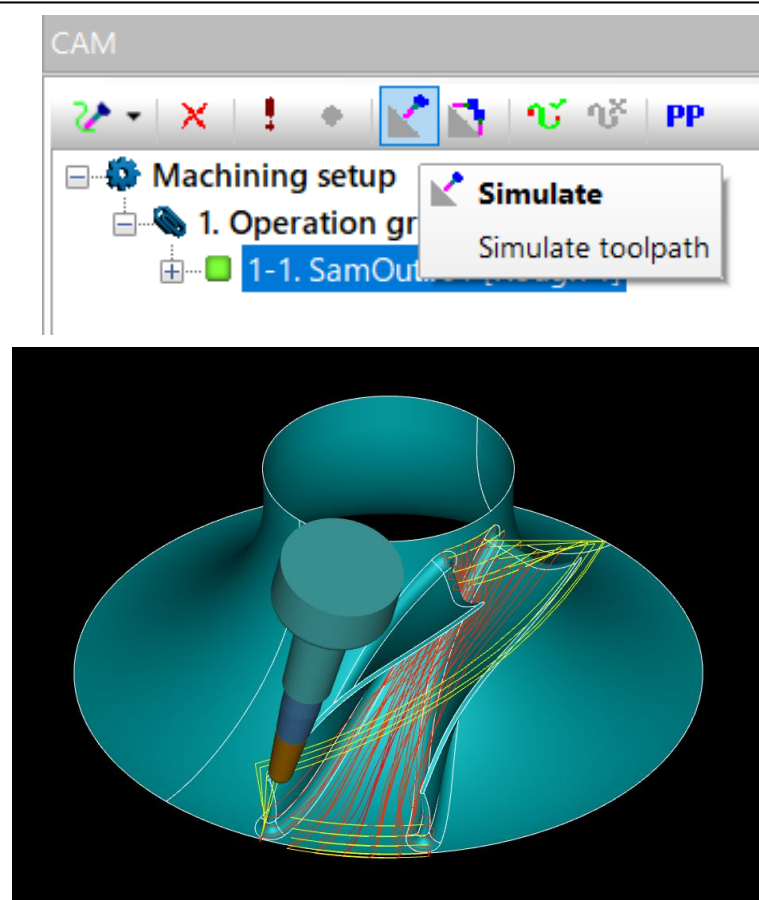 CAM
PP
Machining setup
Simulate
1. Operation gr
Simulate toolpath
1-1. SamOut